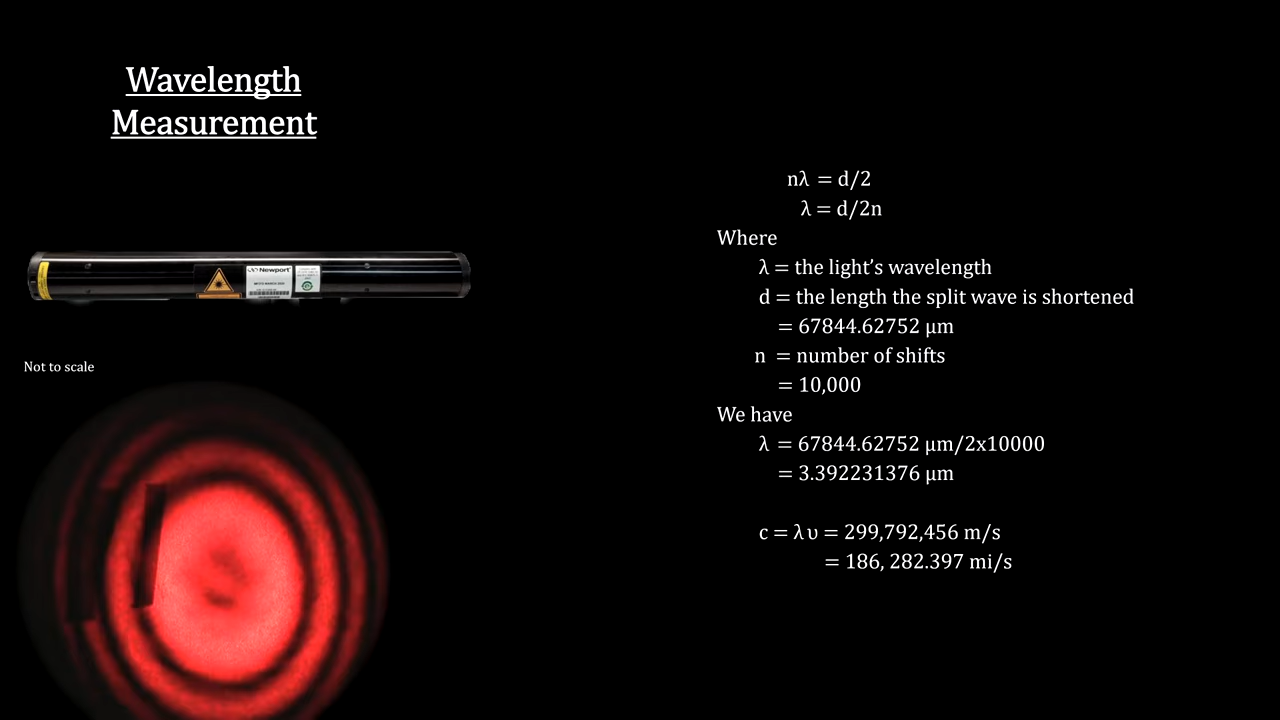 Wavelength
Measurement
Newport
Not to scale
nλ = d/2
λ = d/2n
Where
λ = the light’s wavelength
d = the length the split wave is shortened
= 67844.62752 µm
n = number of shifts
= 10,000
We have
λ = 67844.62752 µm/2x10000
= 3.392231376 µm
c = λ υ = 299,792,456 m/s
= 186, 282.397 mi/s